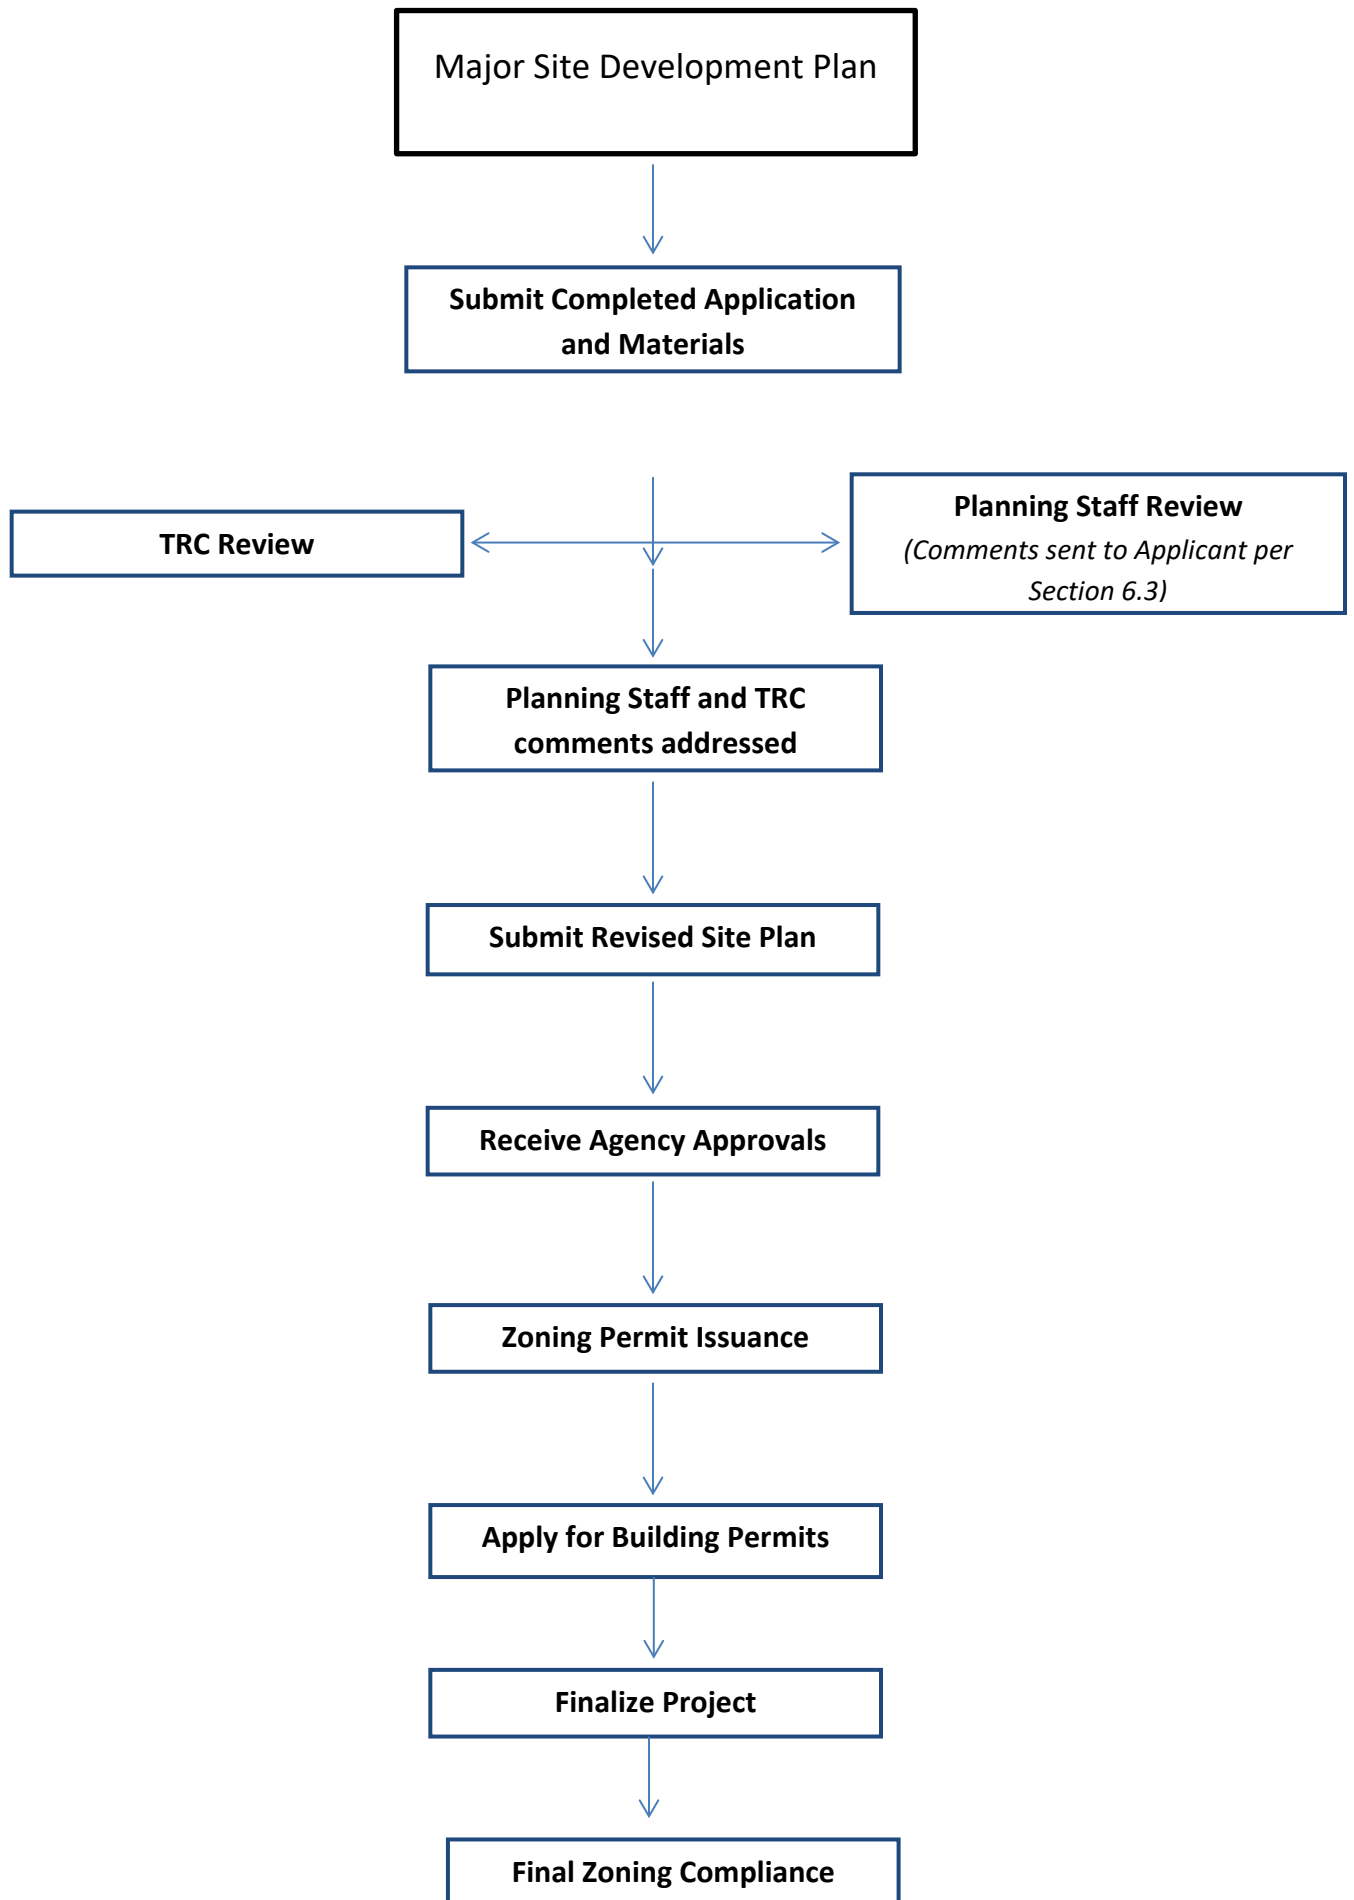 Major Site Development Plan
Submit Completed Application
and Materials
TRC Review
Planning Staff Review
(Comments sent to Applicant per
Section 6.3)
Planning Staff and TRC
comments addressed
Submit Revised Site Plan
Receive Agency Approvals
Zoning Permit Issuance
Apply for Building Permits
Finalize Project
Final Zoning Compliance